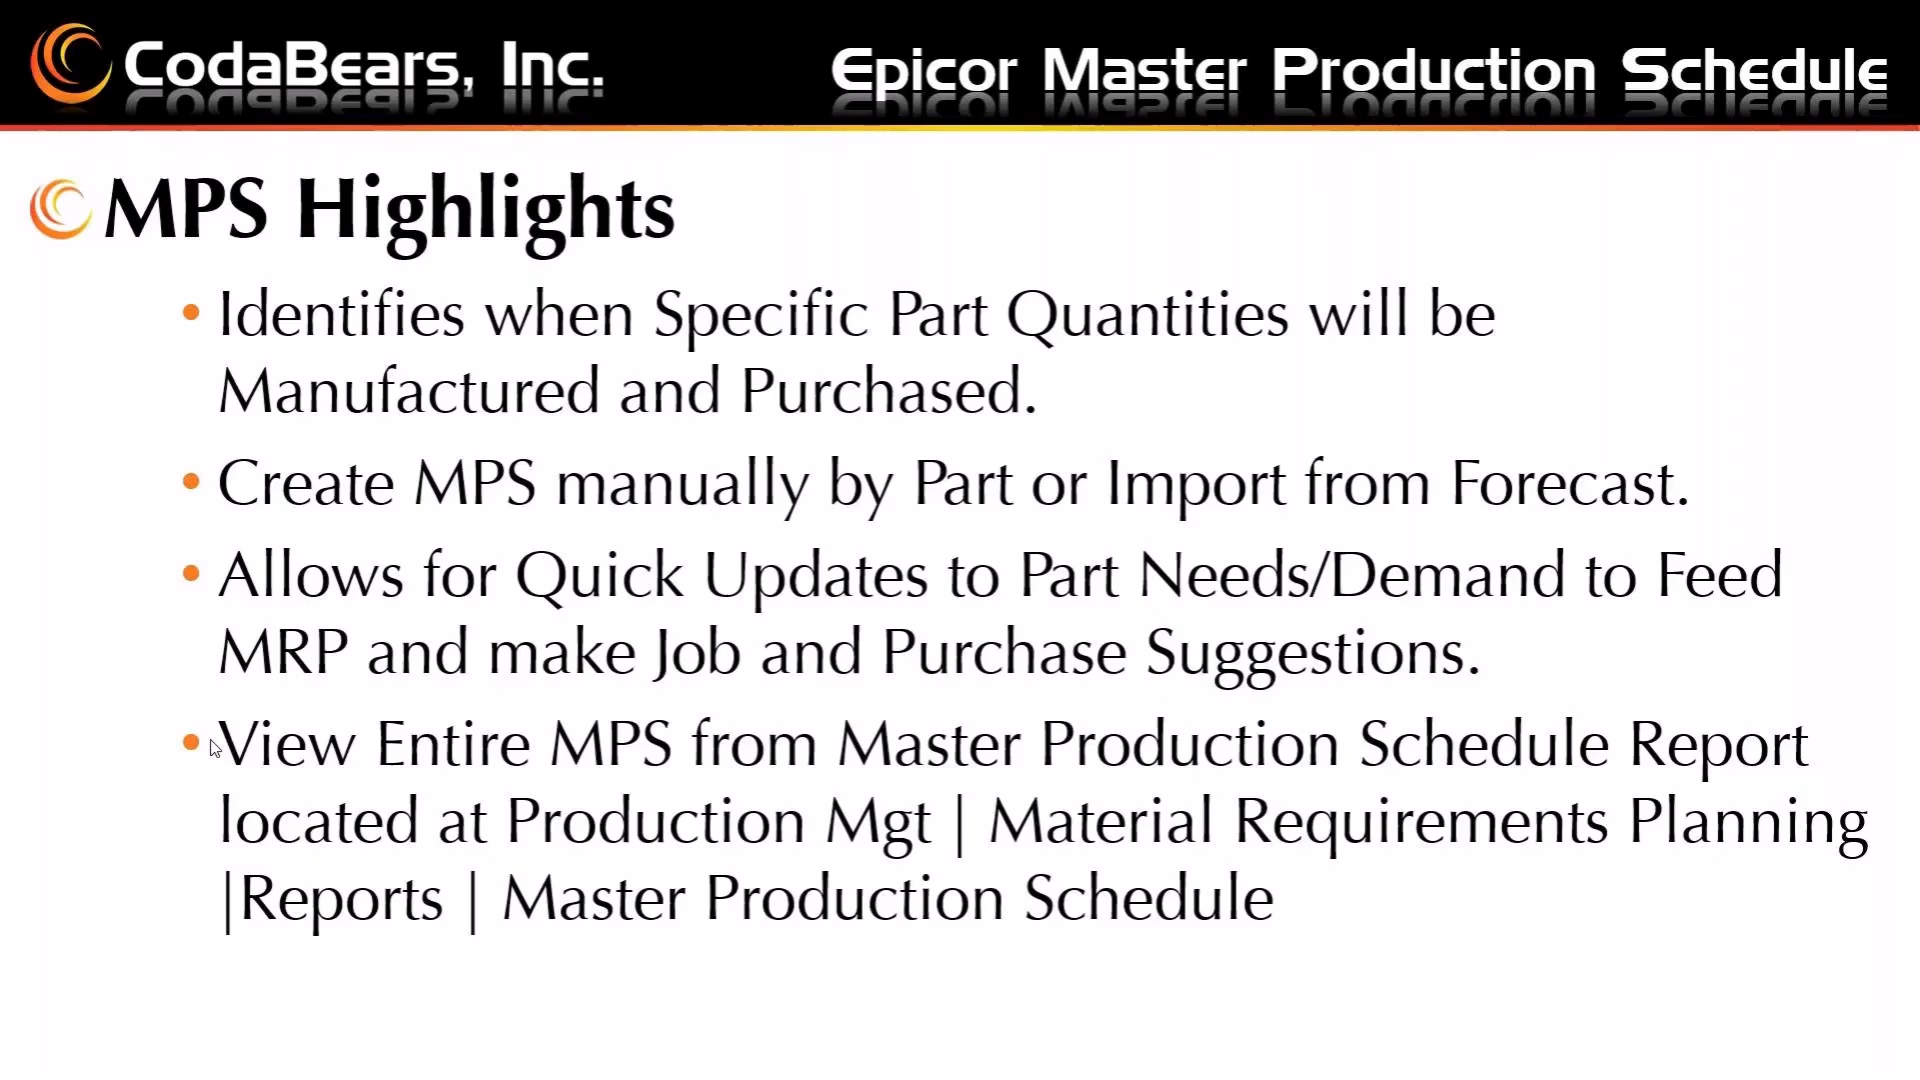 CodaBears, Inc.
Epicor Master Production Schedule
MPS Highlights
• Identifies when Specific Part Quantities will be
Manufactured and Purchased.
• Create MPS manually by Part or Import from Forecast.
• Allows for Quick Updates to Part Needs/Demand to Feed
MRP and make Job and Purchase Suggestions.
• View Entire MPS from Master Production Schedule Report
located at Production Mgt | Material Requirements Planning
|Reports | Master Production Schedule